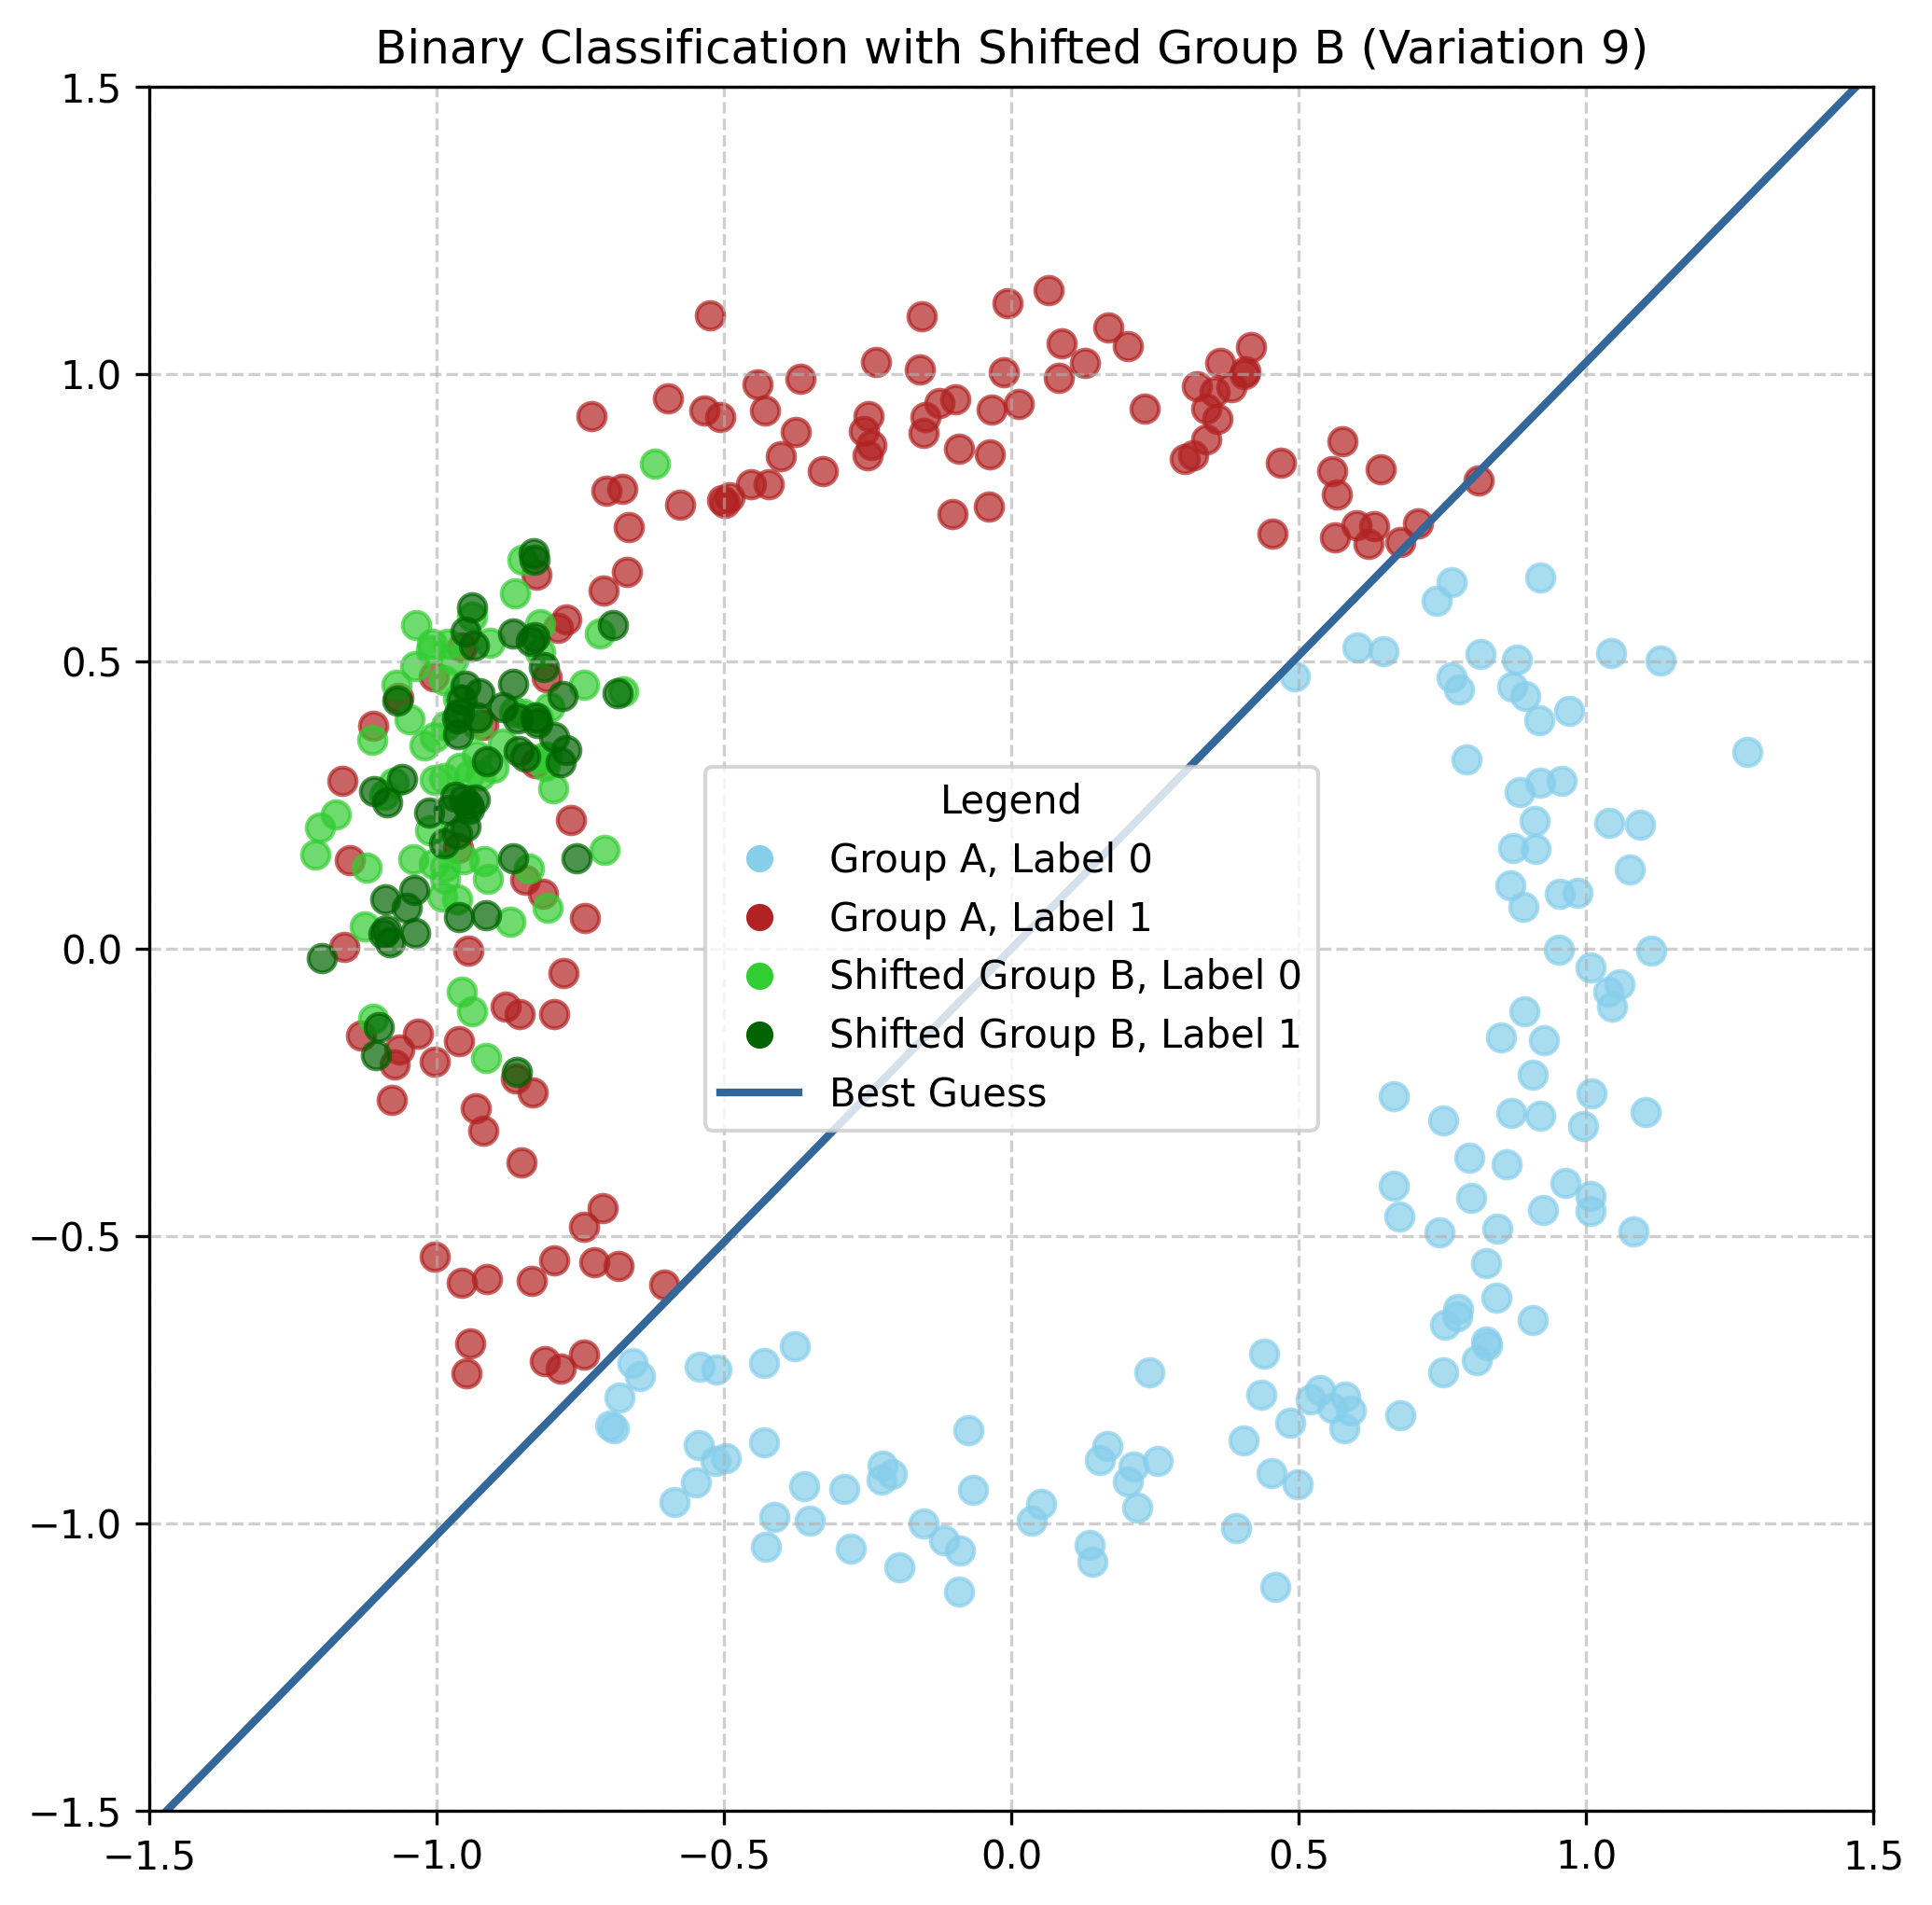 Binary Classification with Shifted Group B (Variation 9)
1.5
1.0
0.5
0.0
−0.5
−1.0
−1.5
Legend
Group A, Label 0
Group A, Label 1
Shifted Group B, Label 0
Shifted Group B, Label 1
Best Guess
−1.5 −1.0 −0.5 0.0 0.5 1.0 1.5